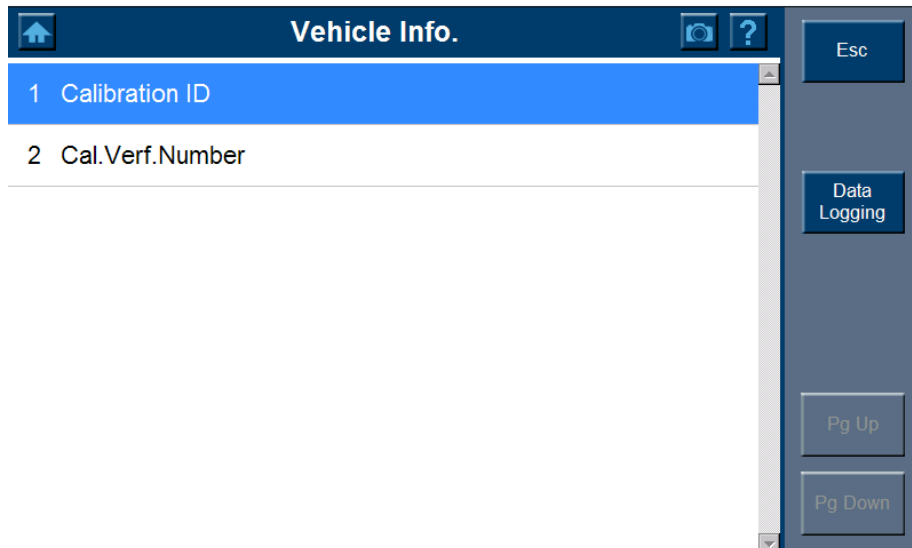 Vehicle Info.
?
Esc
1 Calibration ID
2 Cal.Verf.Number
Data
Logging
Pg Up
Pg Down